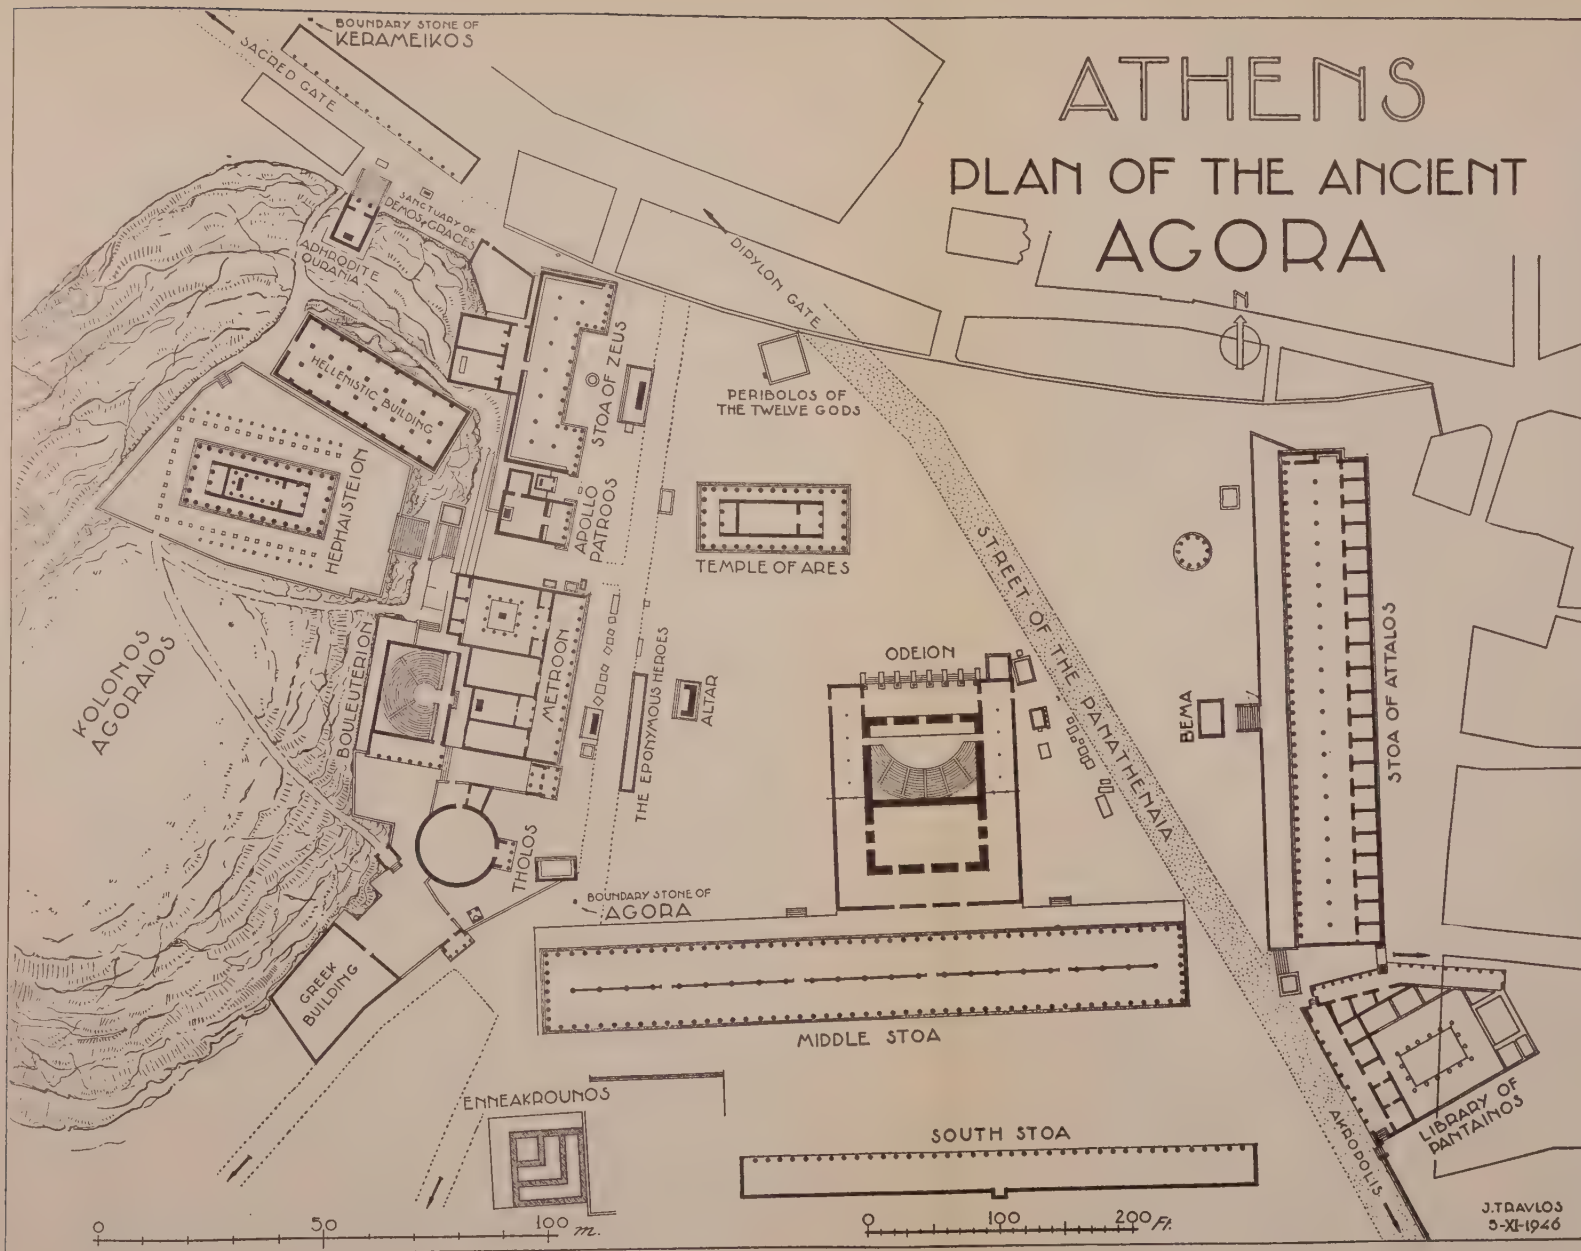 ATHENS
PLAN OF THE ANCIENT
AGORA
N
BOUNDARY STONE OF
KERAMEIKOS
SACRED GATE
SANCTUARY OF
DEMOS & GRACES
APHRODITE
OURANIA
DIPYLON GATE
HELLENISTIC BUILDING
STOA OF ZEUS
PERIBOLOS OF
THE TWELVE GODS
HEPHAISTEION
APOLLO
PATROOS
TEMPLE OF ARES
STREET OF THE PANATHENAIA
KOLONOS
AGORAIOS
BOULEUTERION
METROON
THE EPONYMOUS HEROES
ALTAR
ODEION
BEMA
STOA OF ATTALOS
THOLOS
BOUNDARY STONE OF
AGORA
GREEK
BUILDING
MIDDLE STOA
ENNEAKROUNOS
SOUTH STOA
LIBRARY OF
PANTAINOS
AKROPOLIS
0 50 100 m.
0 100 200 Ft.
J.TRAVLOS
5-XI-1946